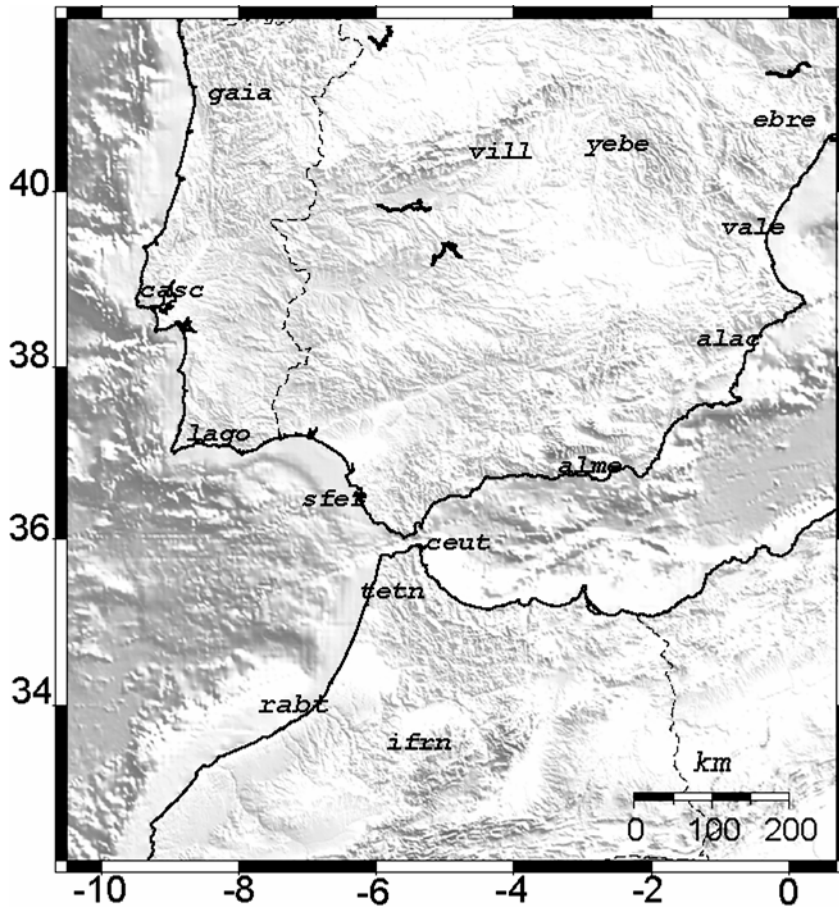 gaia
ebre
vill
yebe
40
vale
casc
alac
38
lago
alme
sfer
36
ceut
tetn
34
rabt
ifrn
km
0 100 200
-10 -8 -6 -4 -2 0